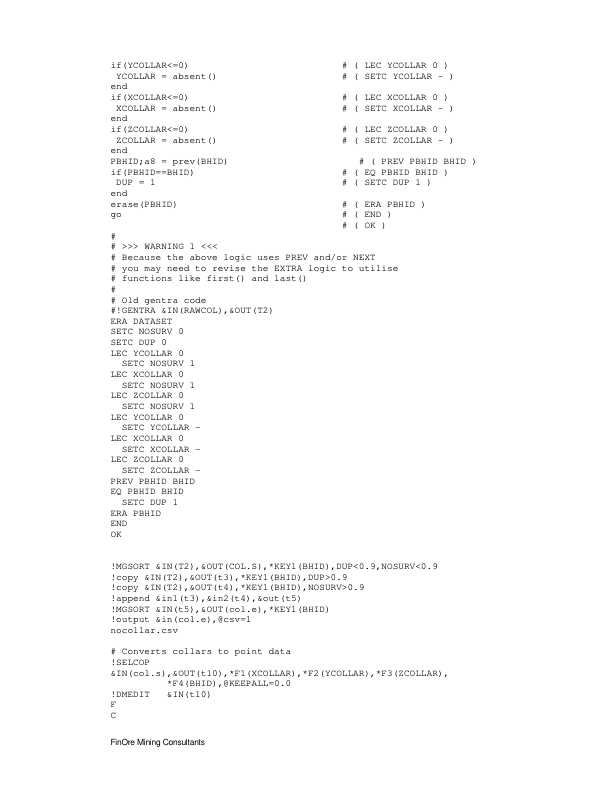 if(YCOLLAR<=0) # ( LEC YCOLLAR 0 )
YCOLLAR = absent() # ( SETC YCOLLAR - )
end
if(XCOLLAR<=0) # ( LEC XCOLLAR 0 )
XCOLLAR = absent() # ( SETC XCOLLAR - )
end
if(ZCOLLAR<=0) # ( LEC ZCOLLAR 0 )
ZCOLLAR = absent() # ( SETC ZCOLLAR - )
end
PBHID;a8 = prev(BHID) # ( PREV PBHID BHID )
if(PBHID==BHID) # ( EQ PBHID BHID )
DUP = 1 # ( SETC DUP 1 )
end
erase(PBHID) # ( ERA PBHID )
go # ( END )
# ( OK )
#
# >>> WARNING 1 <<<
# Because the above logic uses PREV and/or NEXT
# you may need to revise the EXTRA logic to utilise
# functions like first() and last()
#
# Old gentra code
#!GENTRA &IN(RAWCOL),&OUT(T2)
ERA DATASET
SETC NOSURV 0
SETC DUP 0
LEC YCOLLAR 0
SETC NOSURV 1
LEC XCOLLAR 0
SETC NOSURV 1
LEC ZCOLLAR 0
SETC NOSURV 1
LEC YCOLLAR 0
SETC YCOLLAR -
LEC XCOLLAR 0
SETC XCOLLAR -
LEC ZCOLLAR 0
SETC ZCOLLAR -
PREV PBHID BHID
EQ PBHID BHID
SETC DUP 1
ERA PBHID
END
OK
!MGSORT &IN(T2),&OUT(COL.S),*KEY1(BHID),DUP<0.9,NOSURV<0.9
!copy &IN(T2),&OUT(t3),*KEY1(BHID),DUP>0.9
!copy &IN(T2),&OUT(t4),*KEY1(BHID),NOSURV>0.9
!append &in1(t3),&in2(t4),&out(t5)
!MGSORT &IN(t5),&OUT(col.e),*KEY1(BHID)
!output &in(col.e),@csv=1
nocollar.csv
# Converts collars to point data
!SELCOP
&IN(col.s),&OUT(t10),*F1(XCOLLAR),*F2(YCOLLAR),*F3(ZCOLLAR),
*F4(BHID),@KEEPALL=0.0
!DMEDIT &IN(t10)
F
C
FinOre Mining Consultants